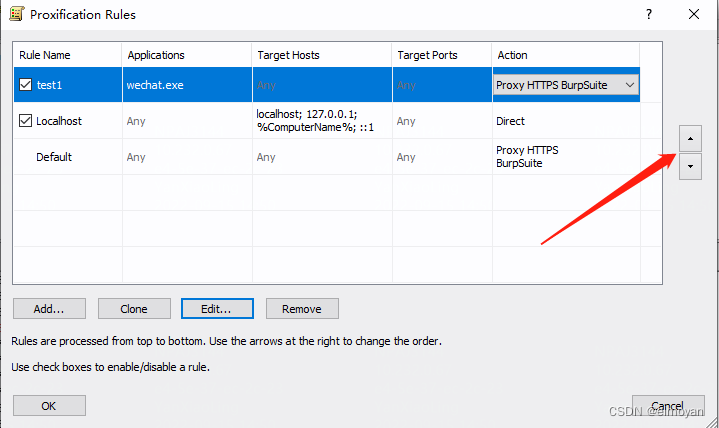 Proxification Rules
Rule Name Applications Target Hosts Target Ports Action
test1 wechat.exe Any Any Proxy HTTPS BurpSuite
Localhost Any localhost; 127.0.0.1; %ComputerName%; ::1 Any Direct
Default Any Any Any Proxy HTTPS BurpSuite
Add... Clone Edit... Remove
Rules are processed from top to bottom. Use the arrows at the right to change the order.
Use check boxes to enable/disable a rule.
OK Cancel
CSDN @elmoyan